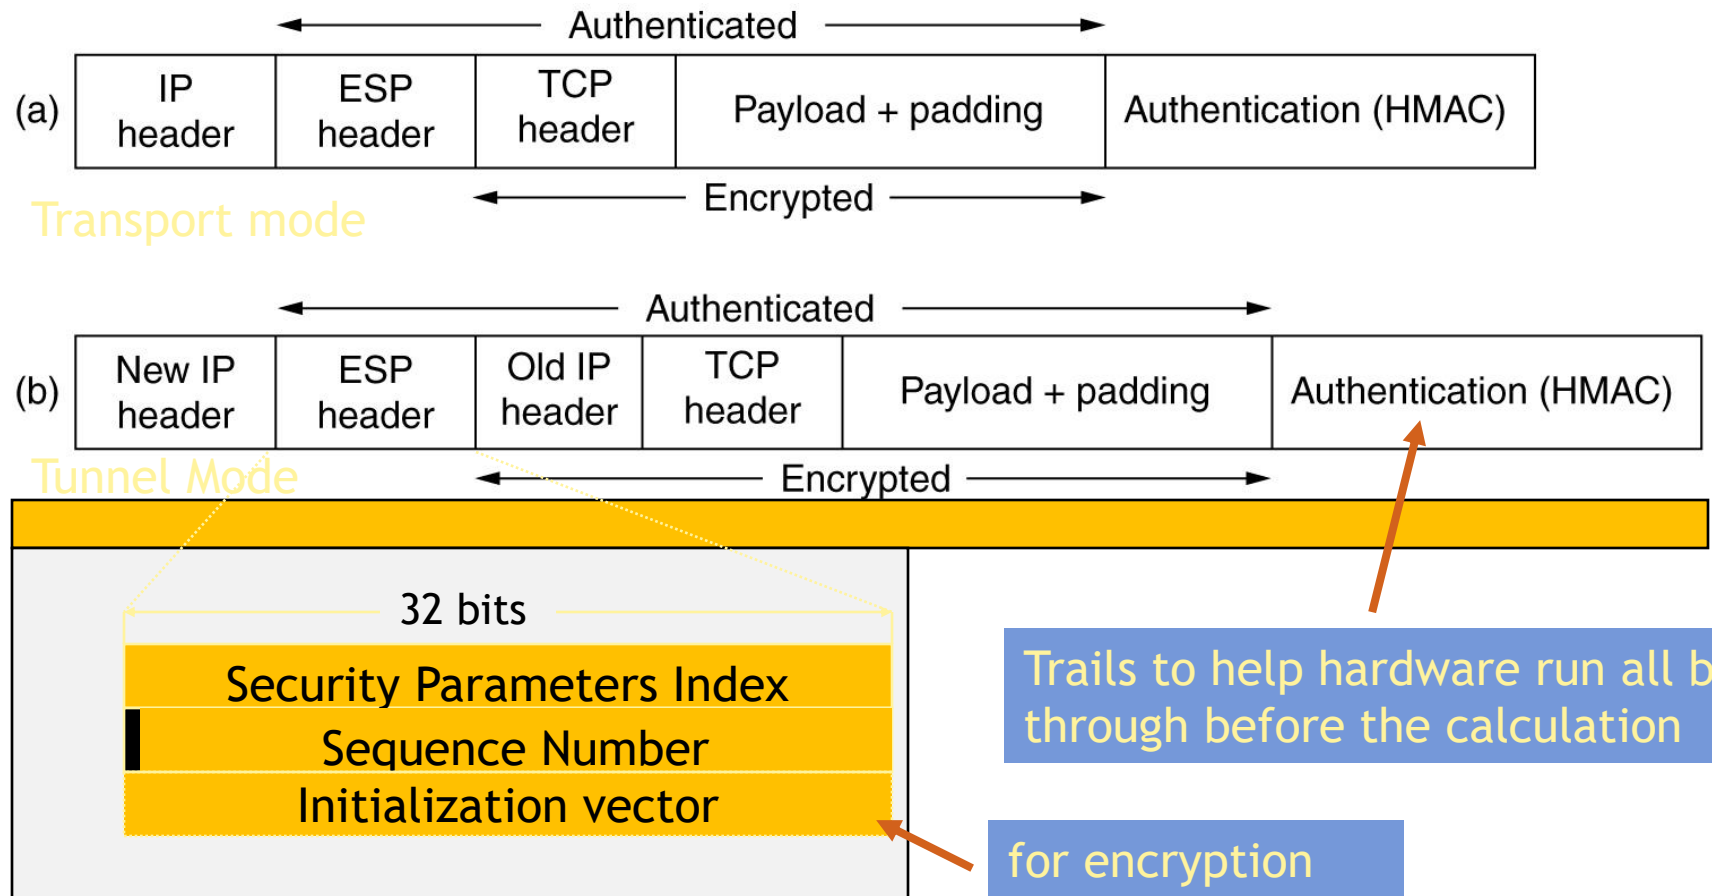 Authenticated
(a)
IP header
ESP header
TCP header
Payload + padding
Authentication (HMAC)
Encrypted
Transport mode
Authenticated
(b)
New IP header
ESP header
Old IP header
TCP header
Payload + padding
Authentication (HMAC)
Tunnel Mode
Encrypted
32 bits
Security Parameters Index
Sequence Number
Initialization vector
Trails to help hardware run all
through before the calculation
for encryption